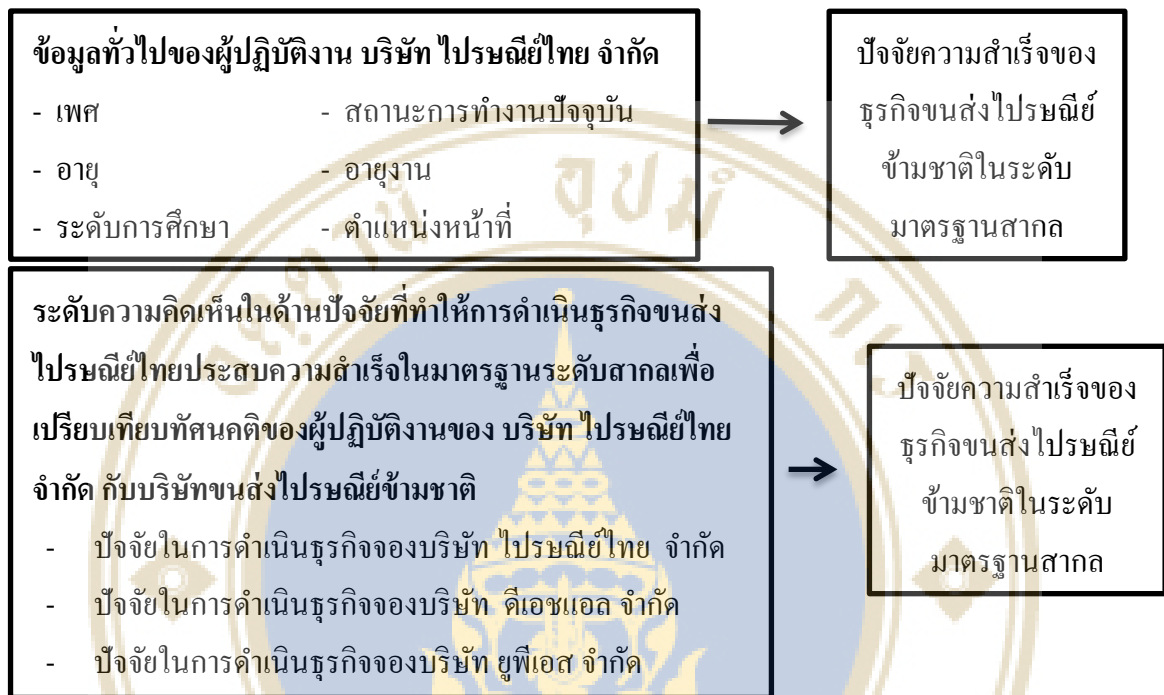 ข้อมูลทั่วไปของผู้ปฏิบัติงาน บริษัท ไปรษณีย์ไทย จำกัด
- เพศ - สถานะการทำงานปัจจุบัน
- อายุ - อายุงาน
- ระดับการศึกษา - ตำแหน่งหน้าที่
ปัจจัยความสำเร็จของ
ธุรกิจขนส่งไปรษณีย์
ข้ามชาติในระดับ
มาตรฐานสากล
ระดับความคิดเห็นในด้านปัจจัยที่ทำให้การดำเนินธุรกิจขนส่ง
ไปรษณีย์ไทยประสบความสำเร็จในมาตรฐานระดับสากลเพื่อ
เปรียบเทียบทัศนคติของผู้ปฏิบัติงานของ บริษัท ไปรษณีย์ไทย
จำกัด กับบริษัทขนส่งไปรษณีย์ข้ามชาติ
- ปัจจัยในการดำเนินธุรกิจจองบริษัท ไปรษณีย์ไทย จำกัด
- ปัจจัยในการดำเนินธุรกิจจองบริษัท ดีเอชแอล จำกัด
- ปัจจัยในการดำเนินธุรกิจจองบริษัท ยูพีเอส จำกัด
ปัจจัยความสำเร็จของ
ธุรกิจขนส่งไปรษณีย์
ข้ามชาติในระดับ
มาตรฐานสากล